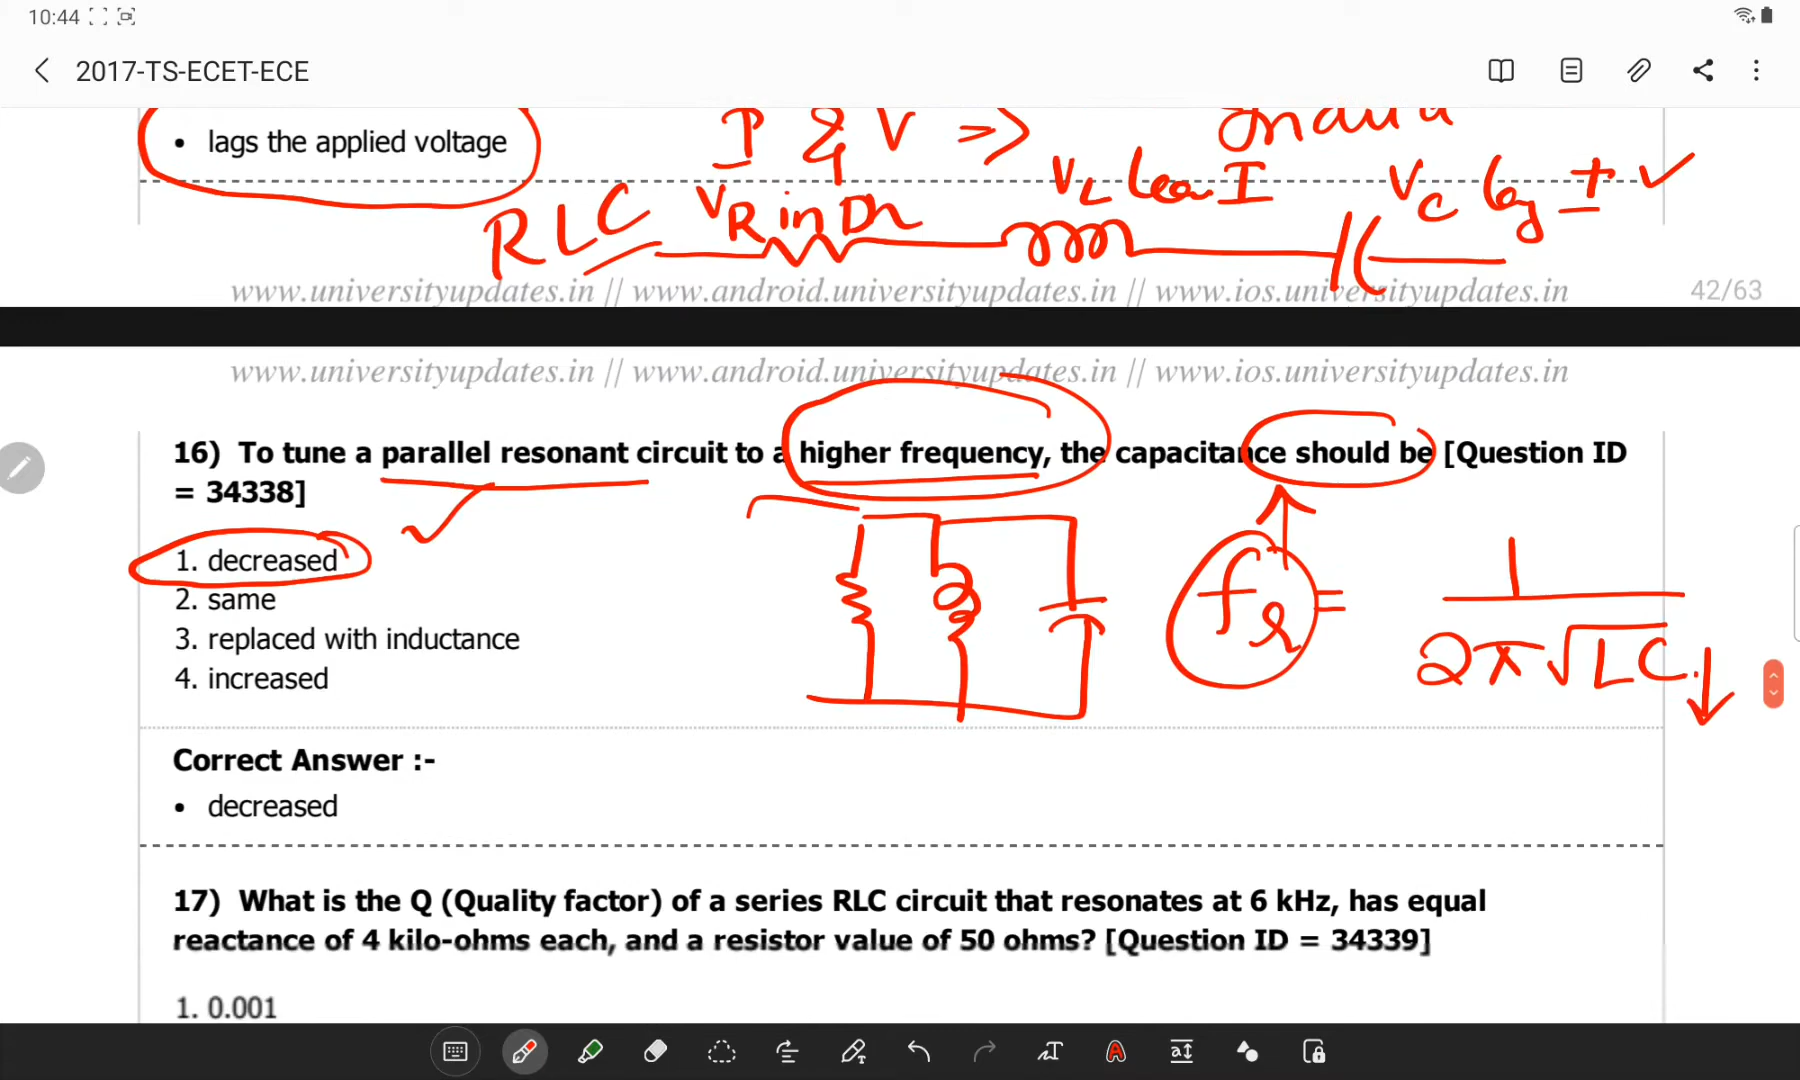 10:44
2017-TS-ECET-ECE
• lags the applied voltage
I & V =>
RLC VR in Ph VL lea I VC lag I ✓
www.universityupdates.in || www.android.universityupdates.in || www.ios.universityupdates.in
42/63
www.universityupdates.in || www.android.universityupdates.in || www.ios.universityupdates.in
16) To tune a parallel resonant circuit to a higher frequency, the capacitance should be [Question ID
= 34338]
1. decreased
2. same
3. replaced with inductance
4. increased
fr = 1
2π√LC
Correct Answer :-
• decreased
17) What is the Q (Quality factor) of a series RLC circuit that resonates at 6 kHz, has equal
reactance of 4 kilo-ohms each, and a resistor value of 50 ohms? [Question ID = 34339]
1. 0.001